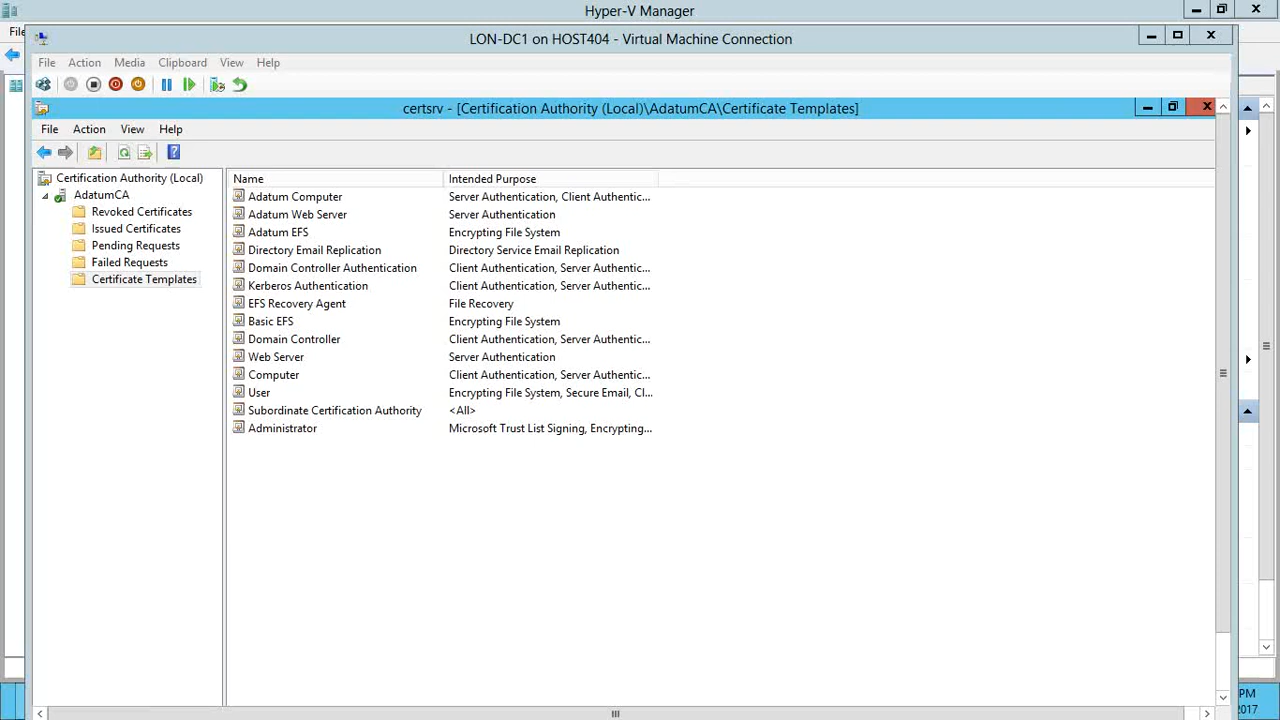 Hyper-V Manager
File
LON-DC1 on HOST404 - Virtual Machine Connection
File Action Media Clipboard View Help
certsrv - [Certification Authority (Local)\AdatumCA\Certificate Templates]
File Action View Help
Certification Authority (Local)
AdatumCA
Revoked Certificates
Issued Certificates
Pending Requests
Failed Requests
Certificate Templates
Name Intended Purpose
Adatum Computer Server Authentication, Client Authentic...
Adatum Web Server Server Authentication
Adatum EFS Encrypting File System
Directory Email Replication Directory Service Email Replication
Domain Controller Authentication Client Authentication, Server Authentic...
Kerberos Authentication Client Authentication, Server Authentic...
EFS Recovery Agent File Recovery
Basic EFS Encrypting File System
Domain Controller Client Authentication, Server Authentic...
Web Server Server Authentication
Computer Client Authentication, Server Authentic...
User Encrypting File System, Secure Email, Cl...
Subordinate Certification Authority <All>
Administrator Microsoft Trust List Signing, Encrypting...
PM
2017